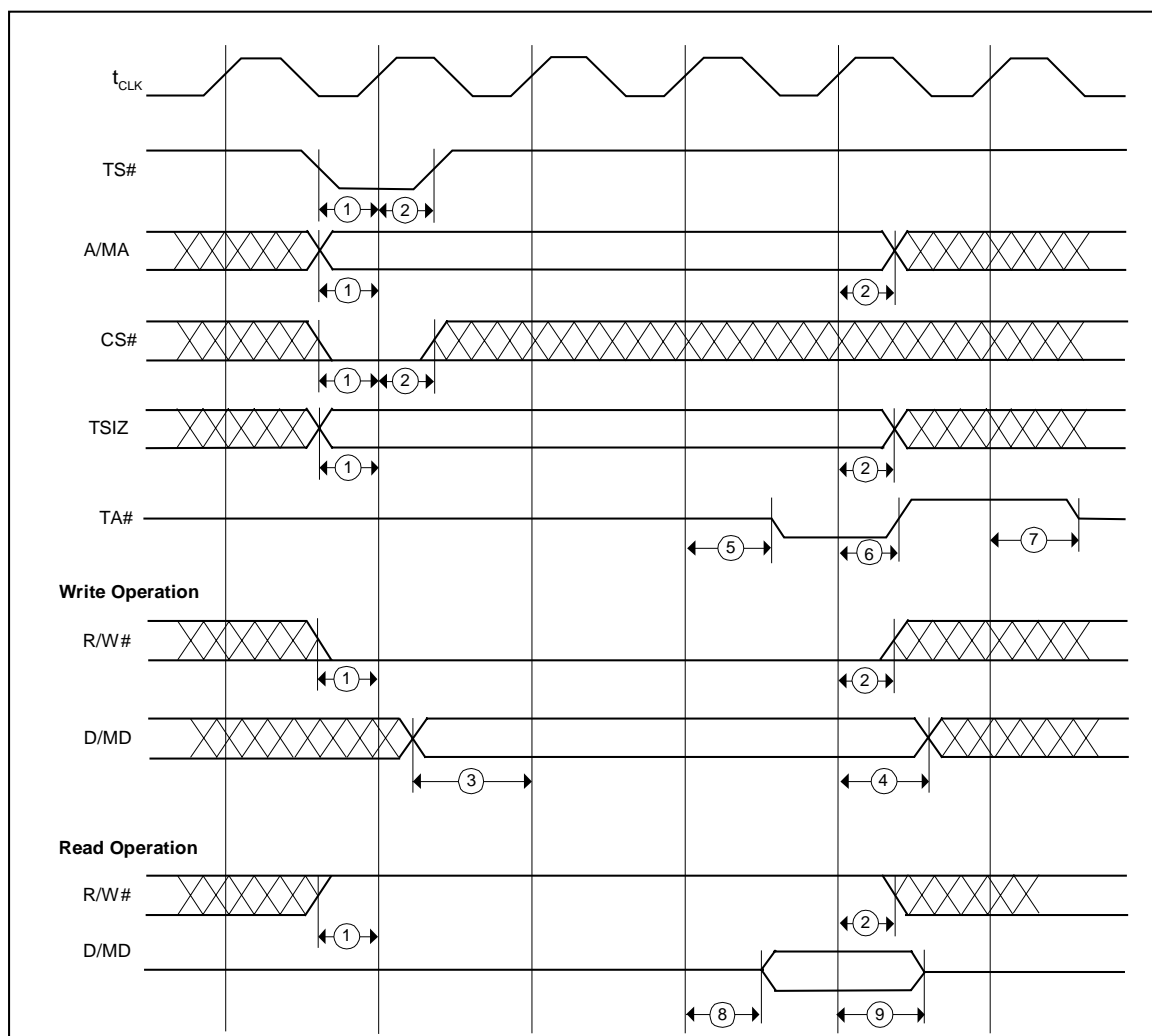 tCLK
TS#
1 2
A/MA
1 2
CS#
1 2
TSIZ
1 2
TA#
5 6 7
Write Operation
R/W#
1 2
D/MD
3 4
Read Operation
R/W#
1 2
D/MD
8 9